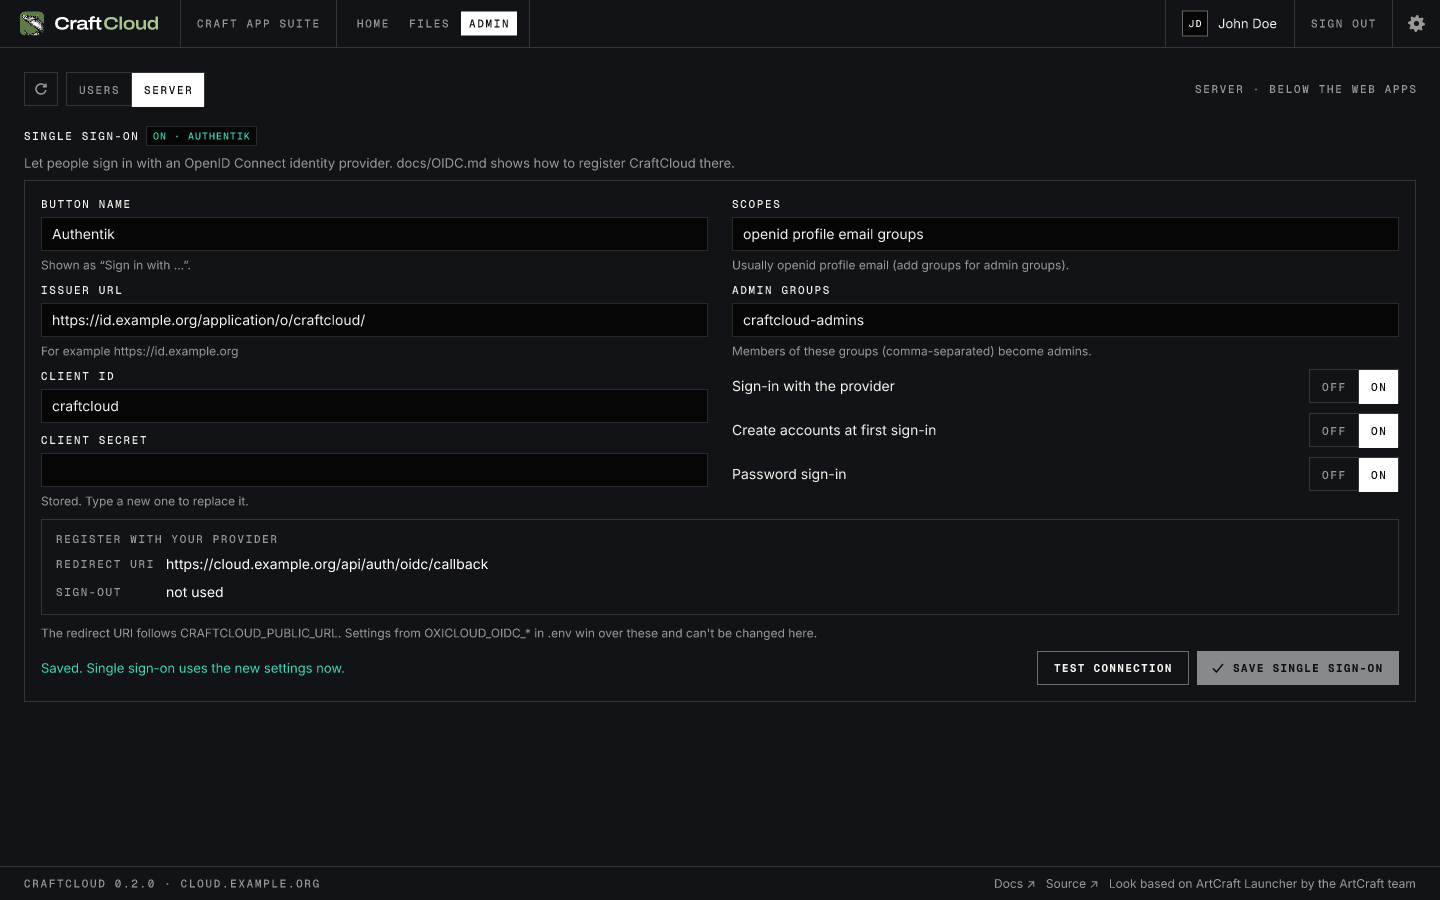 CraftCloud CRAFT APP SUITE HOME FILES ADMIN JD John Doe SIGN OUT
USERS SERVER SERVER · BELOW THE WEB APPS
SINGLE SIGN-ON ON · AUTHENTIK
Let people sign in with an OpenID Connect identity provider. docs/OIDC.md shows how to register CraftCloud there.
BUTTON NAME
Authentik
Shown as “Sign in with ...”.
ISSUER URL
https://id.example.org/application/o/craftcloud/
For example https://id.example.org
CLIENT ID
craftcloud
CLIENT SECRET
Stored. Type a new one to replace it.
SCOPES
openid profile email groups
Usually openid profile email (add groups for admin groups).
ADMIN GROUPS
craftcloud-admins
Members of these groups (comma-separated) become admins.
Sign-in with the provider OFF ON
Create accounts at first sign-in OFF ON
Password sign-in OFF ON
REGISTER WITH YOUR PROVIDER
REDIRECT URI https://cloud.example.org/api/auth/oidc/callback
SIGN-OUT not used
The redirect URI follows CRAFTCLOUD_PUBLIC_URL. Settings from OXICLOUD_OIDC_* in .env win over these and can't be changed here.
Saved. Single sign-on uses the new settings now. TEST CONNECTION SAVE SINGLE SIGN-ON
CRAFTCLOUD 0.2.0 · CLOUD.EXAMPLE.ORG Docs ↗ Source ↗ Look based on ArtCraft Launcher by the ArtCraft team